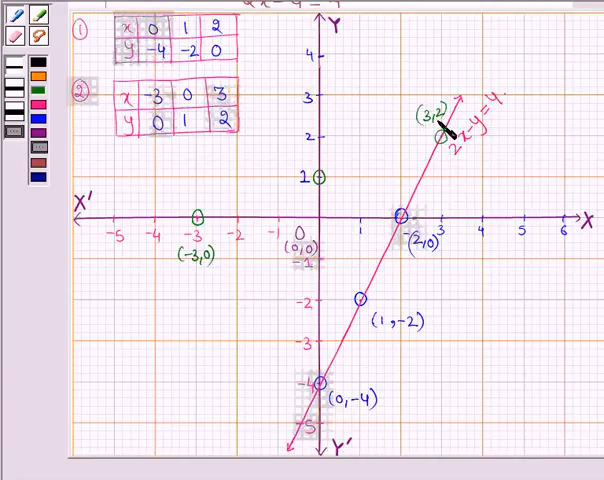 2x-y=4
① x 0 1 2
y -4 -2 0
② x -3 0 3
y 0 1 2
Y
4
3
2
1
(3,2)
2x-y=4.
X' -5 -4 -3 -2 -1 0 1 2 3 4 5 6 X
(-3,0)
(0,0)
(2,0)
-1
-2
(1,-2)
-3
-4
(0,-4)
-5
Y'